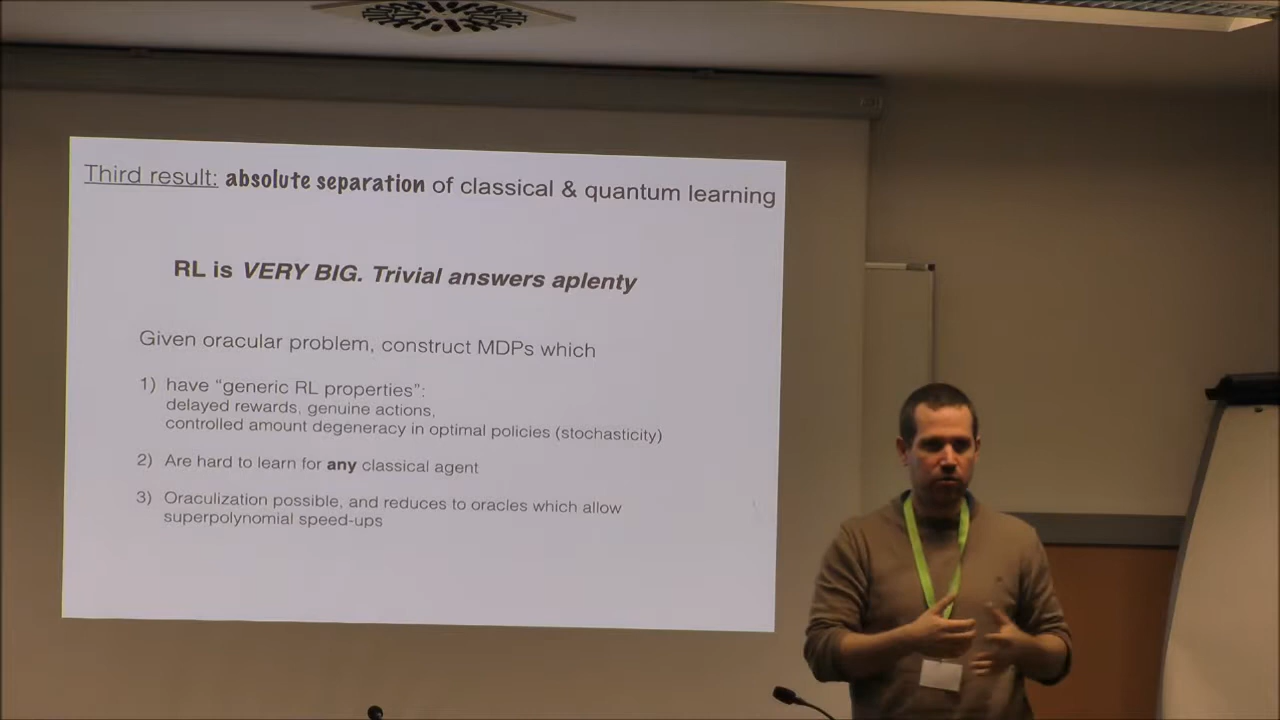 Third result: absolute separation of classical & quantum learning
RL is VERY BIG. Trivial answers aplenty
Given oracular problem, construct MDPs which
1) have “generic RL properties”:
delayed rewards, genuine actions,
controlled amount degeneracy in optimal policies (stochasticity)
2) Are hard to learn for any classical agent
3) Oraculization possible, and reduces to oracles which allow
superpolynomial speed-ups